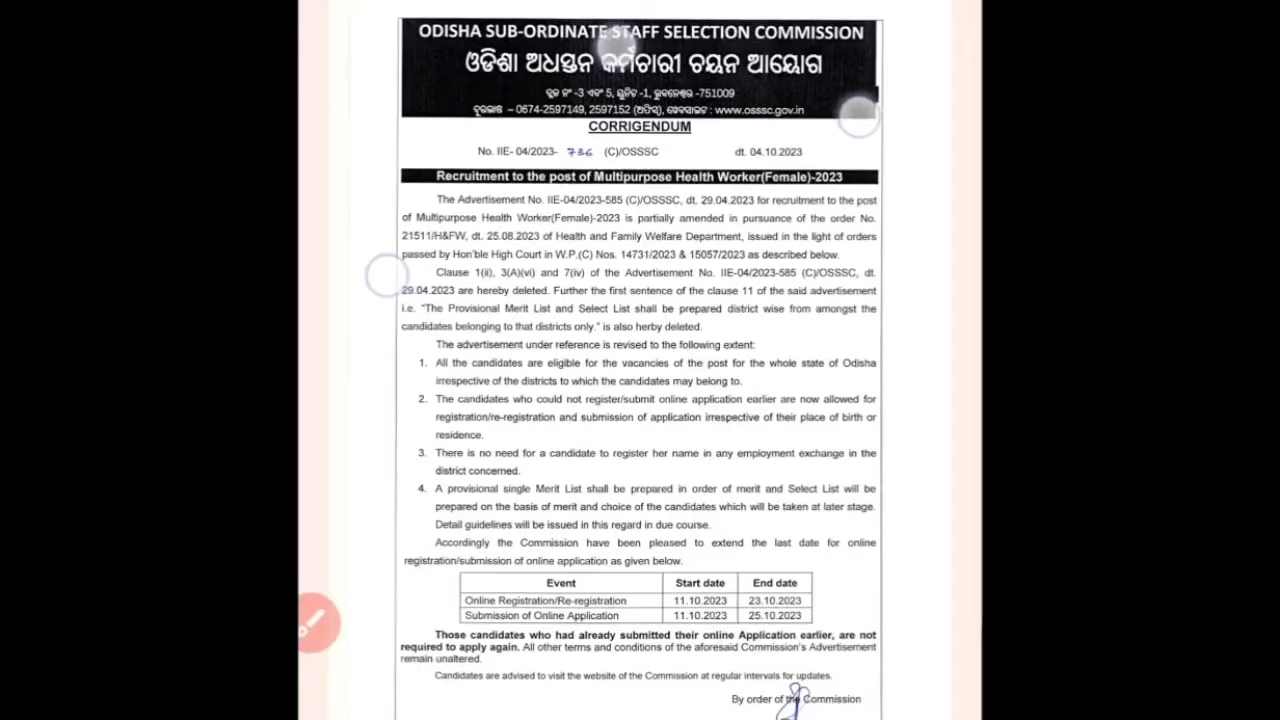 ODISHA SUB-ORDINATE STAFF SELECTION COMMISSION
ଓଡିଶା ଅଧସ୍ତନ କର୍ମଚାରୀ ଚୟନ ଆୟୋଗ
ବ୍ଲକ ନଂ -3 ଏବଂ 5, ୟୁନିଟ -1, ଭୁବନେଶ୍ଵର -751009
ଦୂରଭାଷ – 0674-2597149, 2597152 (ଅଫିସ୍), ୱେବସାଇଟ : www.osssc.gov.in
CORRIGENDUM
No. IIE- 04/2023- 736 (C)/OSSSC dt. 04.10.2023
Recruitment to the post of Multipurpose Health Worker(Female)-2023
The Advertisement No. IIE-04/2023-585 (C)/OSSSC, dt. 29.04.2023 for recruitment to the post
of Multipurpose Health Worker(Female)-2023 is partially amended in pursuance of the order No.
21511/H&FW, dt. 25.08.2023 of Health and Family Welfare Department, issued in the light of orders
passed by Hon'ble High Court in W.P.(C) Nos. 14731/2023 & 15057/2023 as described below.
Clause 1(ii), 3(A)(vi) and 7(iv) of the Advertisement No. IIE-04/2023-585 (C)/OSSSC, dt.
29.04.2023 are hereby deleted. Further the first sentence of the clause 11 of the said advertisement
i.e. “The Provisional Merit List and Select List shall be prepared district wise from amongst the
candidates belonging to that districts only.” is also herby deleted.
The advertisement under reference is revised to the following extent:
1. All the candidates are eligible for the vacancies of the post for the whole state of Odisha
irrespective of the districts to which the candidates may belong to.
2. The candidates who could not register/submit online application earlier are now allowed for
registration/re-registration and submission of application irrespective of their place of birth or
residence.
3. There is no need for a candidate to register her name in any employment exchange in the
district concerned.
4. A provisional single Merit List shall be prepared in order of merit and Select List will be
prepared on the basis of merit and choice of the candidates which will be taken at later stage.
Detail guidelines will be issued in this regard in due course.
Accordingly the Commission have been pleased to extend the last date for online
registration/submission of online application as given below.
Event Start date End date
Online Registration/Re-registration 11.10.2023 23.10.2023
Submission of Online Application 11.10.2023 25.10.2023
Those candidates who had already submitted their online Application earlier, are not
required to apply again. All other terms and conditions of the aforesaid Commission's Advertisement
remain unaltered.
Candidates are advised to visit the website of the Commission at regular intervals for updates.
By order of the Commission